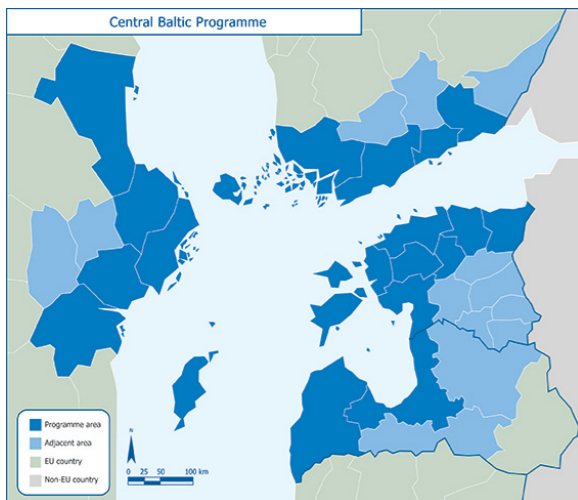 Central Baltic Programme
Programme area
Adjacent area
EU country
Non-EU country
N
0 25 50 100 km